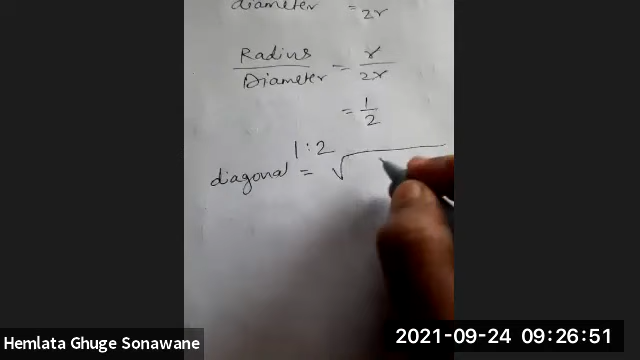 diameter = 2r
Radius / Diameter = r / 2r
= 1/2
1 : 2
diagonal = √
Hemlata Ghuge Sonawane
2021-09-24 09:26:51